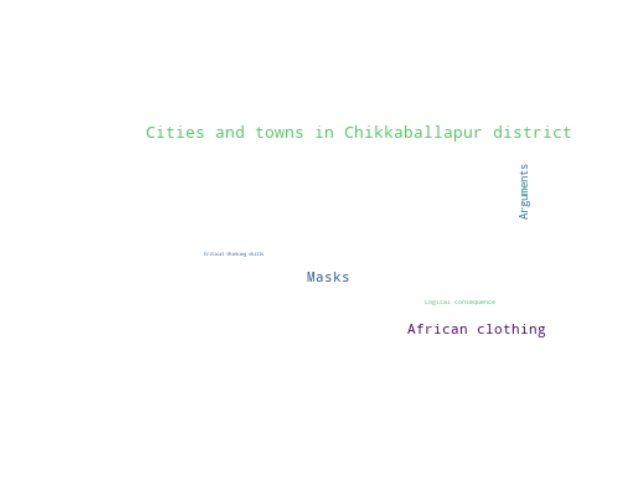 Cities and towns in Chikkaballapur district
Arguments
Critical thinking skills
Masks
Logical consequence
African clothing